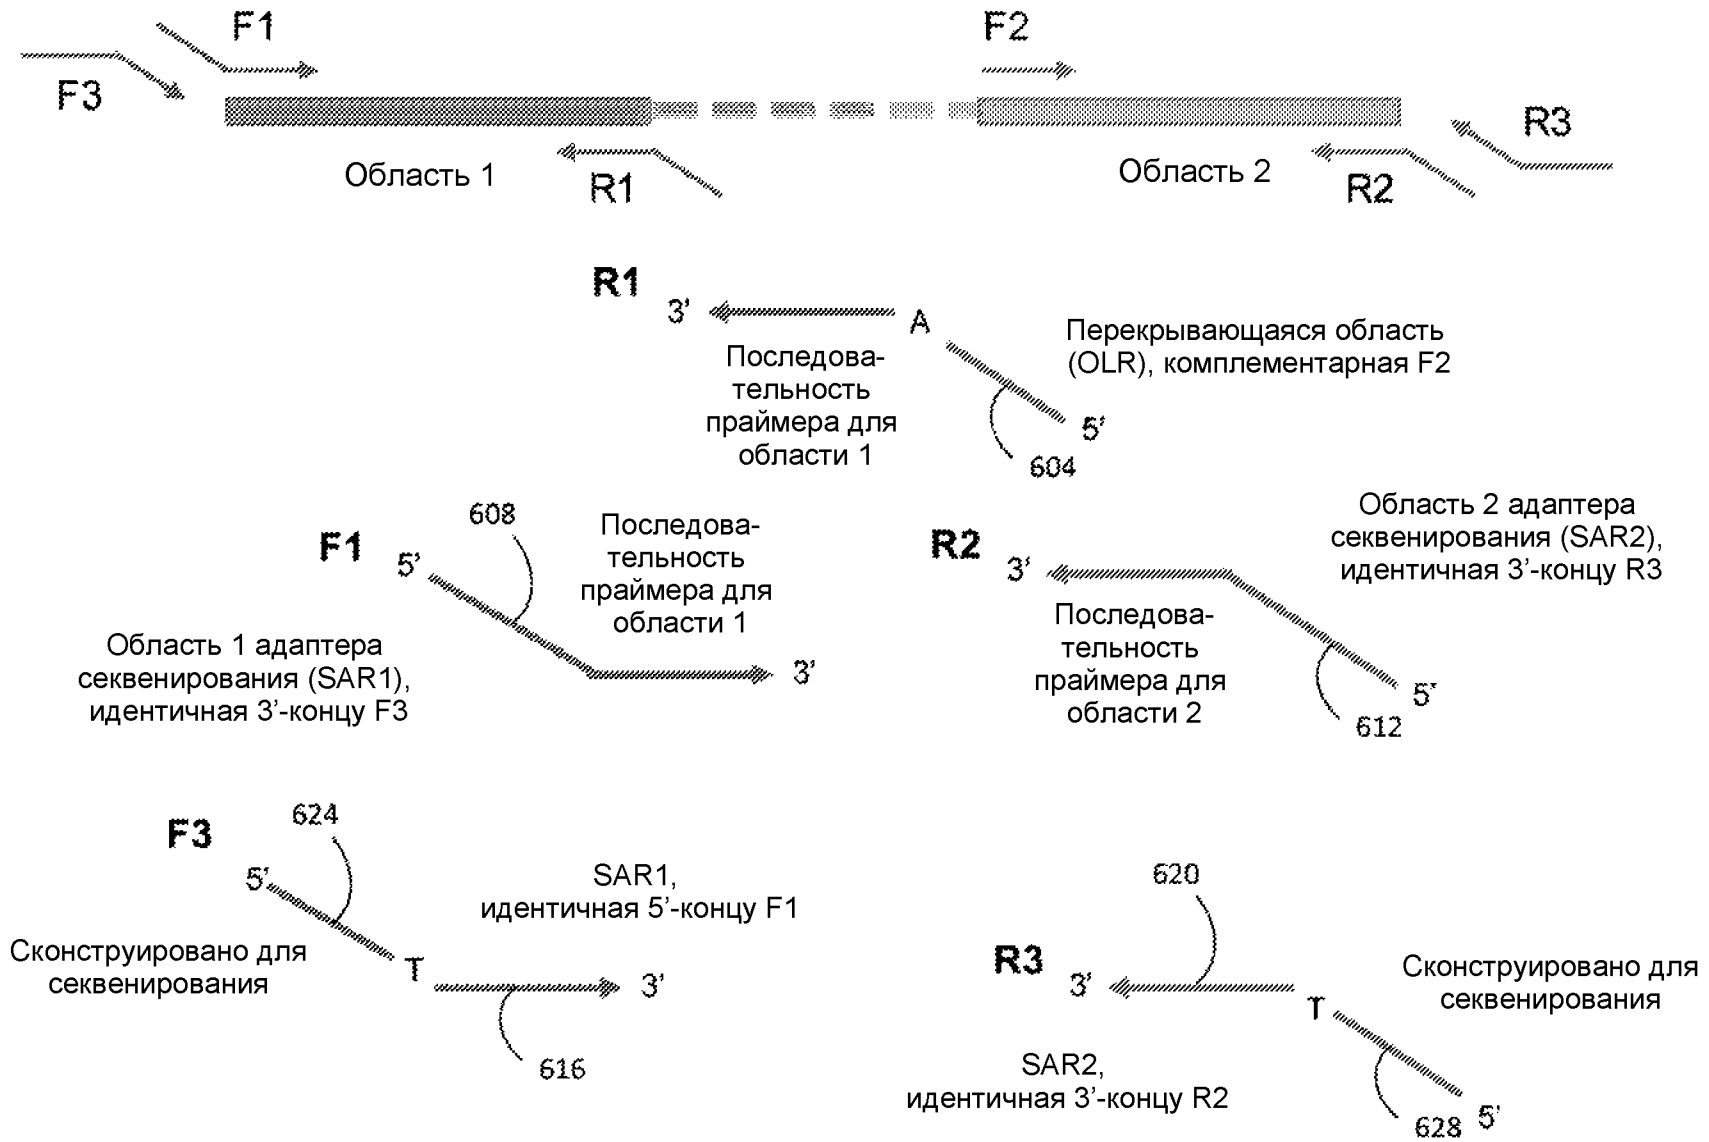 F1
F2
F3
R3
Область 1
R1
Область 2
R2
R1
3'
A
Перекрывающаяся область
(OLR), комплементарная F2
Последова-
тельность
праймера для
области 1
5'
604
608
F1
5'
Последова-
тельность
праймера для
области 1
3'
Область 1 адаптера
секвенирования (SAR1),
идентичная 3’-концу F3
Область 2 адаптера
секвенирования (SAR2),
идентичная 3’-концу R3
R2
3'
Последова-
тельность
праймера для
области 2
5'
612
624
F3
5'
SAR1,
идентичная 5’-концу F1
Сконструировано для
секвенирования
T
3'
616
620
R3
3'
Сконструировано для
секвенирования
T
SAR2,
идентичная 3’-концу R2
628
5'